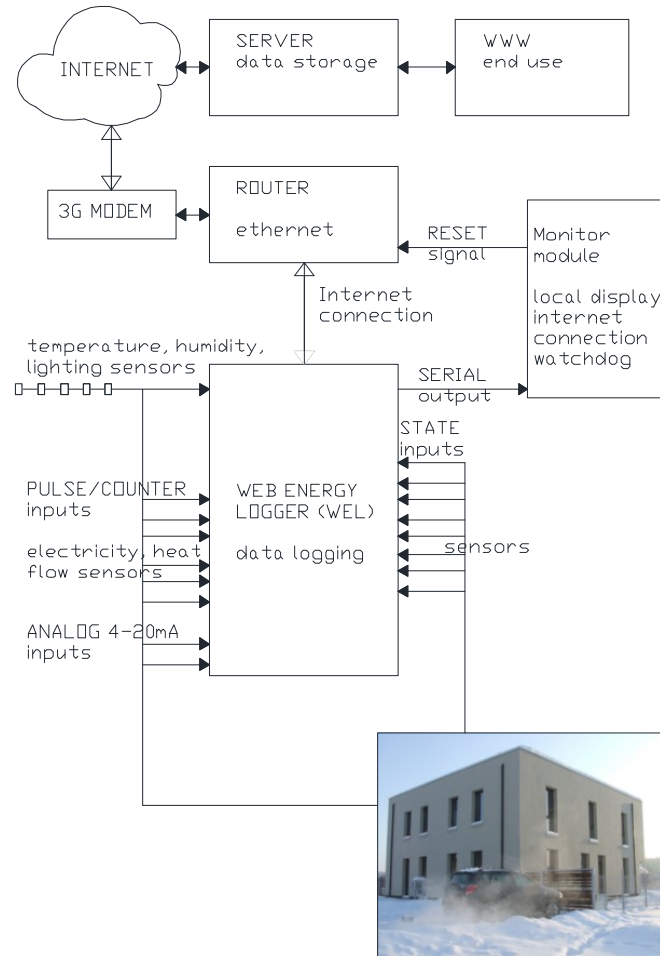 INTERNET
SERVER
data storage
WWW
end use
3G MODEM
ROUTER
ethernet
RESET
signal
Monitor
module
local display
internet
connection
watchdog
Internet
connection
temperature, humidity,
lighting sensors
SERIAL
output
STATE
inputs
PULSE/COUNTER
inputs
WEB ENERGY
LOGGER (WEL)
data logging
electricity, heat
flow sensors
sensors
ANALOG 4-20mA
inputs